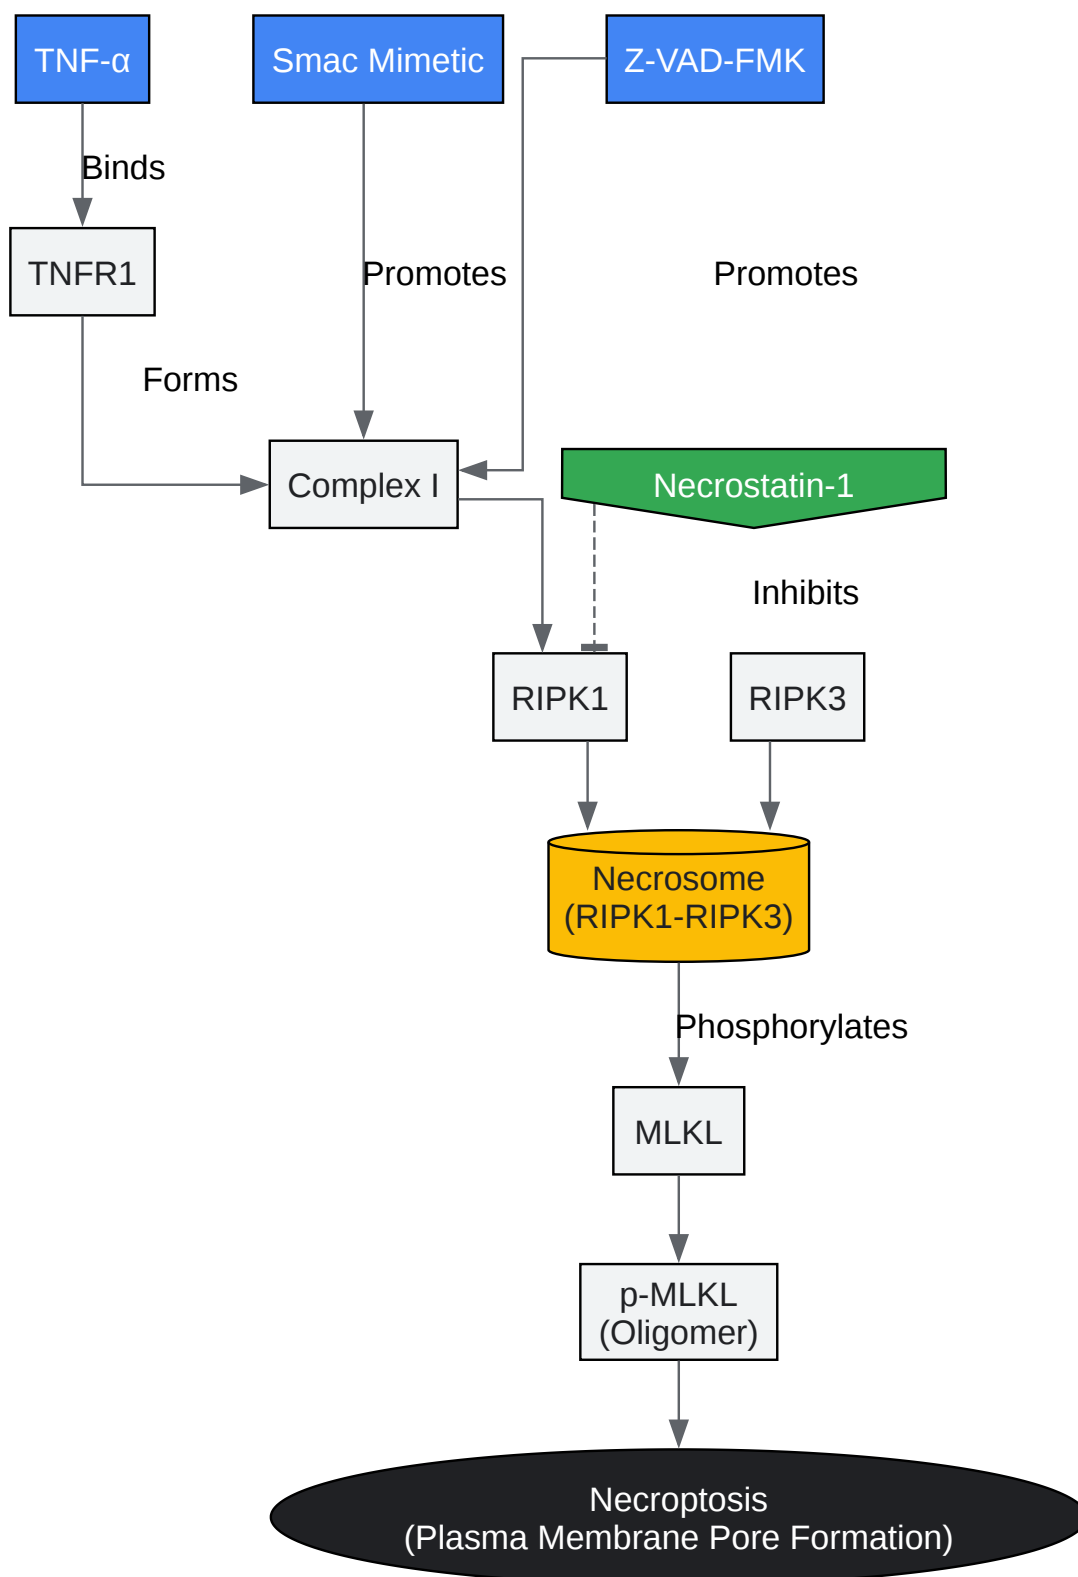 TNF-α
Smac Mimetic
Z-VAD-FMK
Binds
TNFR1
Promotes
Promotes
Forms
Complex I
Necrostatin-1
Inhibits
RIPK1
RIPK3
Necrosome
(RIPK1-RIPK3)
Phosphorylates
MLKL
p-MLKL
(Oligomer)
Necroptosis
(Plasma Membrane Pore Formation)